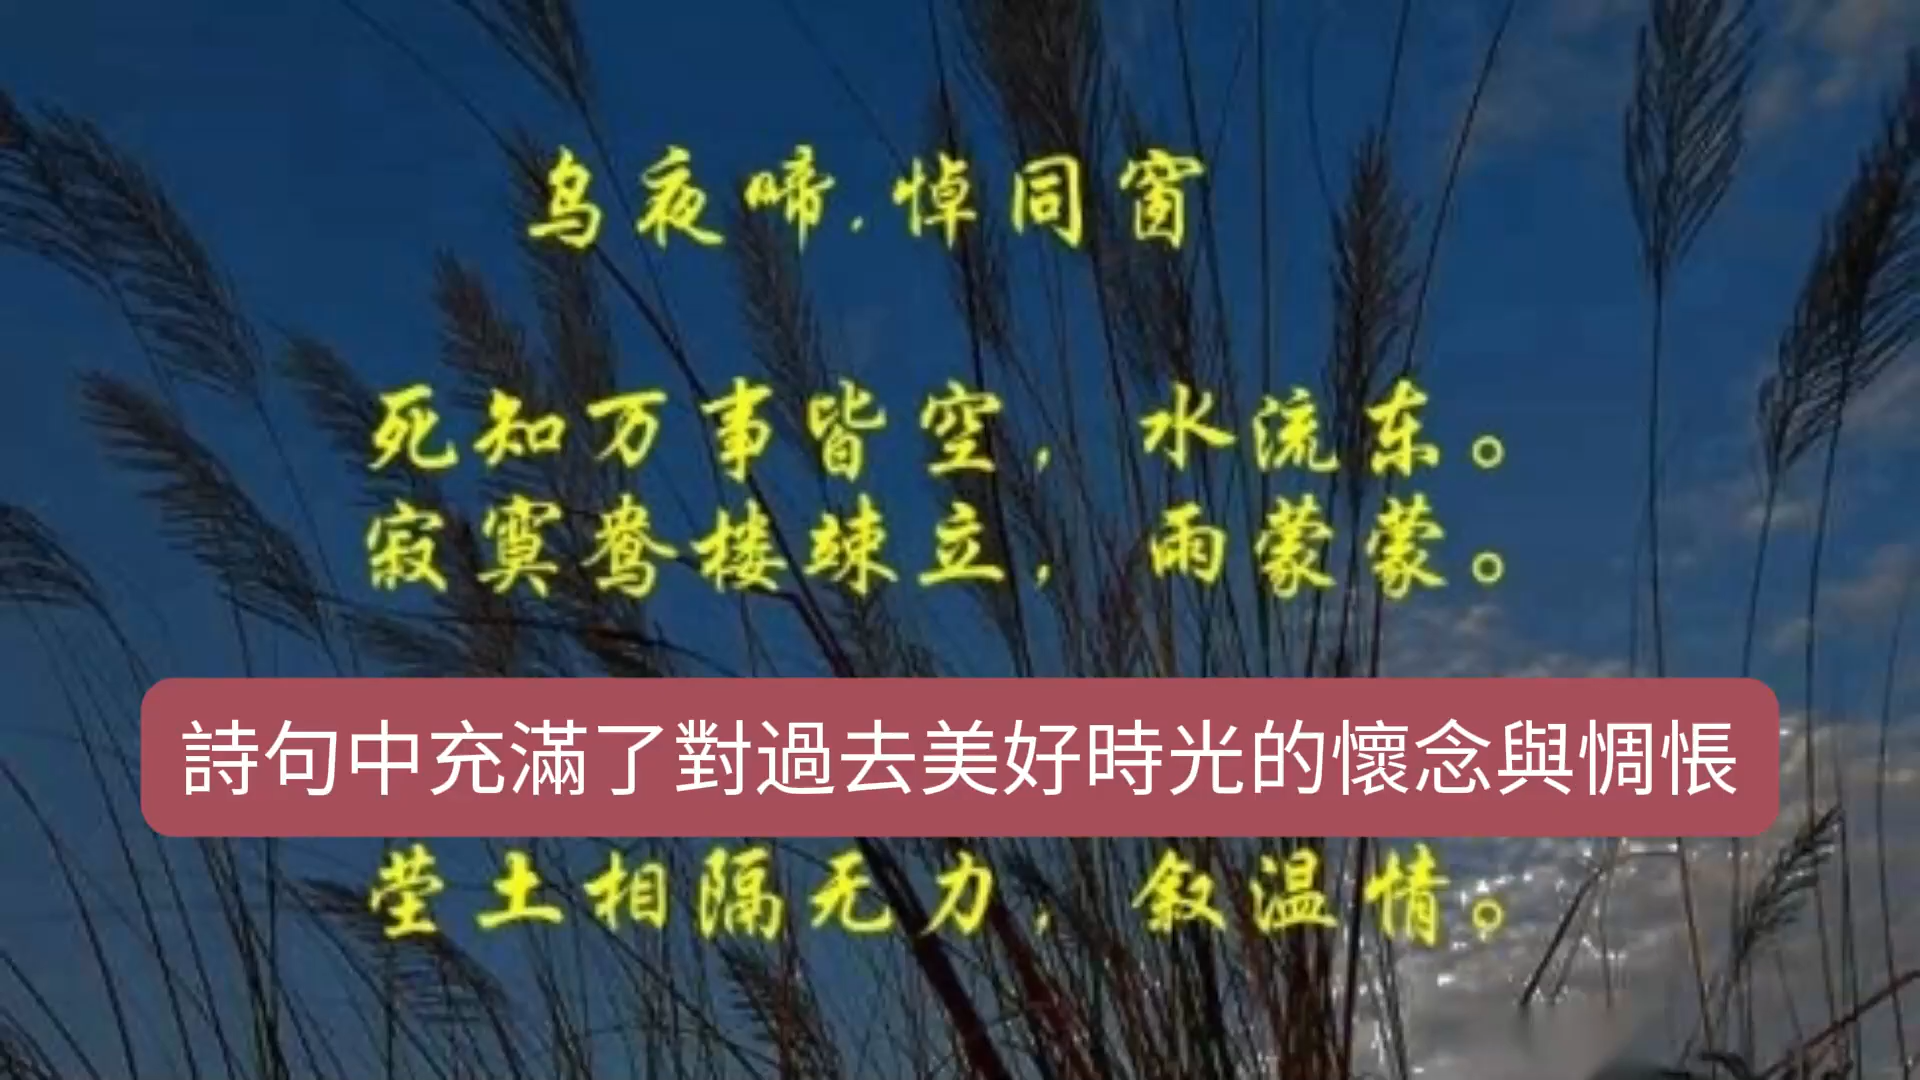 乌夜啼.悼同窗
死知万事皆空,水流东。
寂寞鸯楼竦立,雨蒙蒙。
詩句中充滿了對過去美好時光的懷念與惆悵
茔土相隔无力,叙温情。